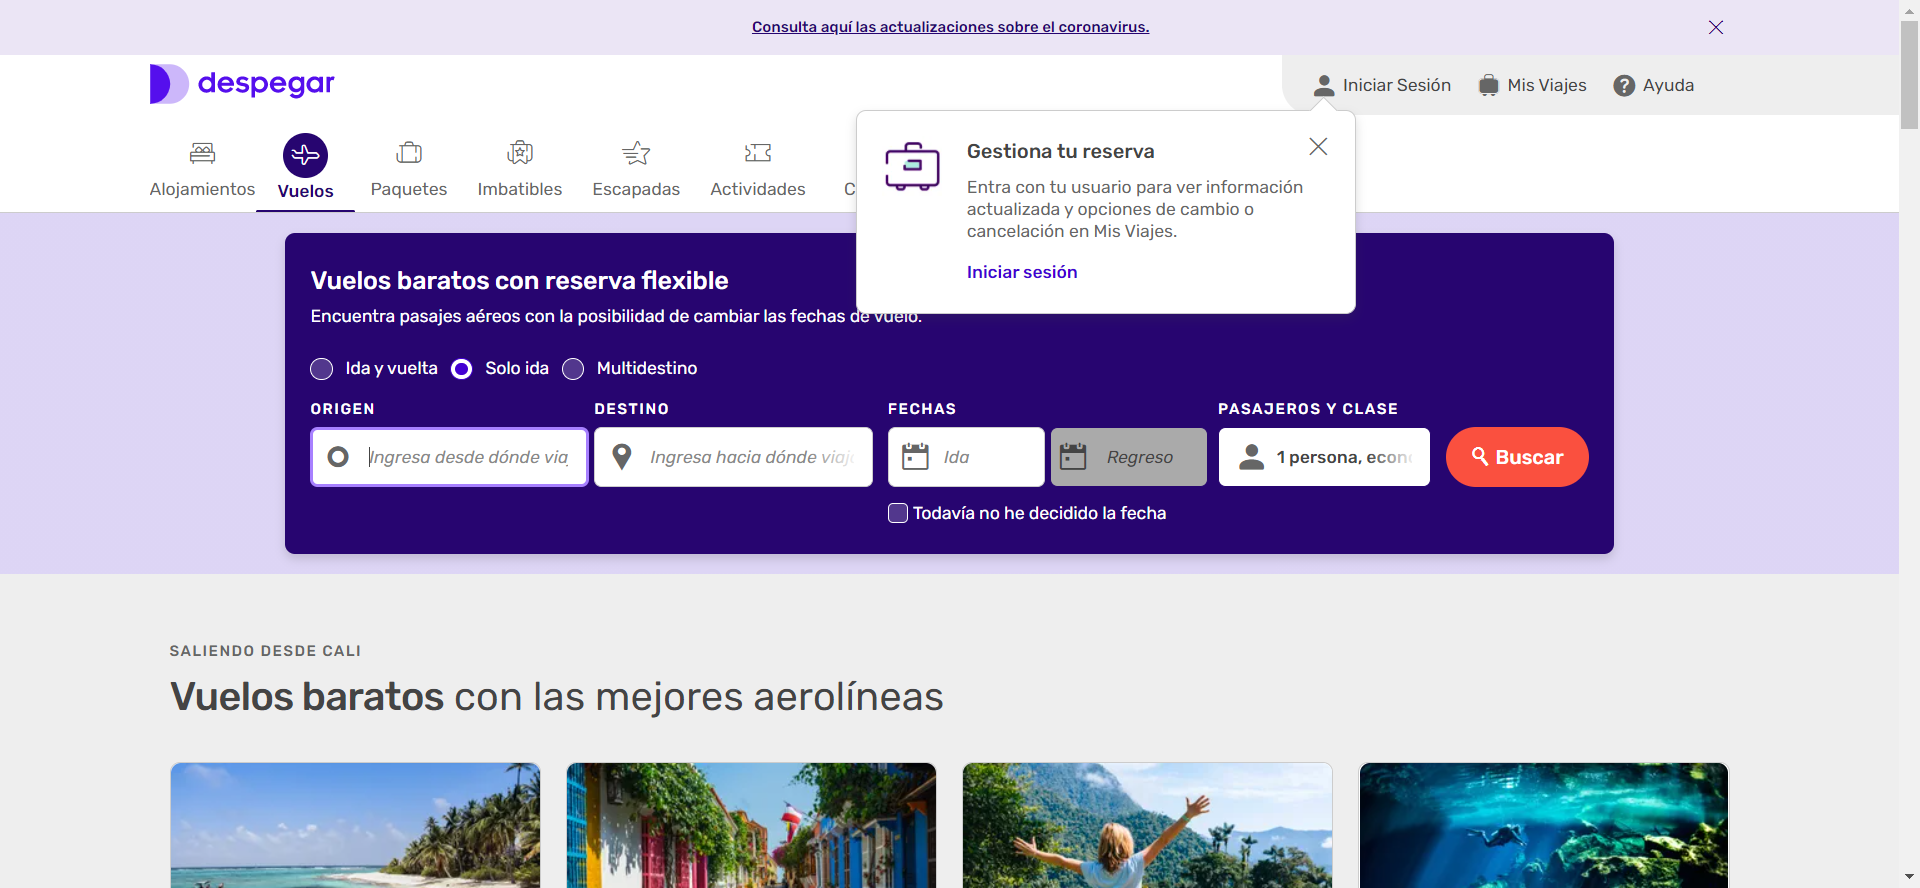 Consulta aquí las actualizaciones sobre el coronavirus.
despegar
Iniciar Sesión
Mis Viajes
? Ayuda
Alojamientos
Vuelos
Paquetes
Imbatibles
Escapadas
Actividades
C
Gestiona tu reserva
Entra con tu usuario para ver información
actualizada y opciones de cambio o
cancelación en Mis Viajes.
Iniciar sesión
Vuelos baratos con reserva flexible
Encuentra pasajes aéreos con la posibilidad de cambiar las fechas de vuelo.
Ida y vuelta
Solo ida
Multidestino
ORIGEN
DESTINO
FECHAS
PASAJEROS Y CLASE
Ingresa desde dónde viaj
Ingresa hacia dónde viaja
Ida
Regreso
1 persona, econo
Buscar
Todavía no he decidido la fecha
SALIENDO DESDE CALI
Vuelos baratos con las mejores aerolíneas